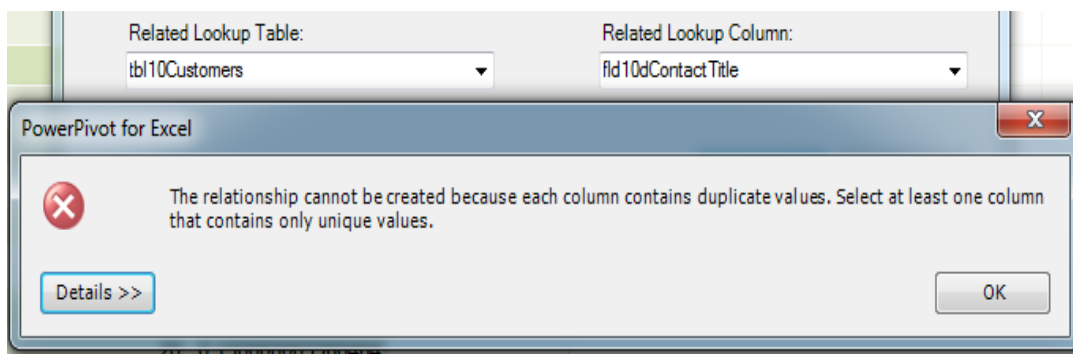 Related Lookup Table:
Related Lookup Column:
tbl10Customers
fld10dContactTitle
PowerPivot for Excel
The relationship cannot be created because each column contains duplicate values. Select at least one column
that contains only unique values.
Details >>
OK